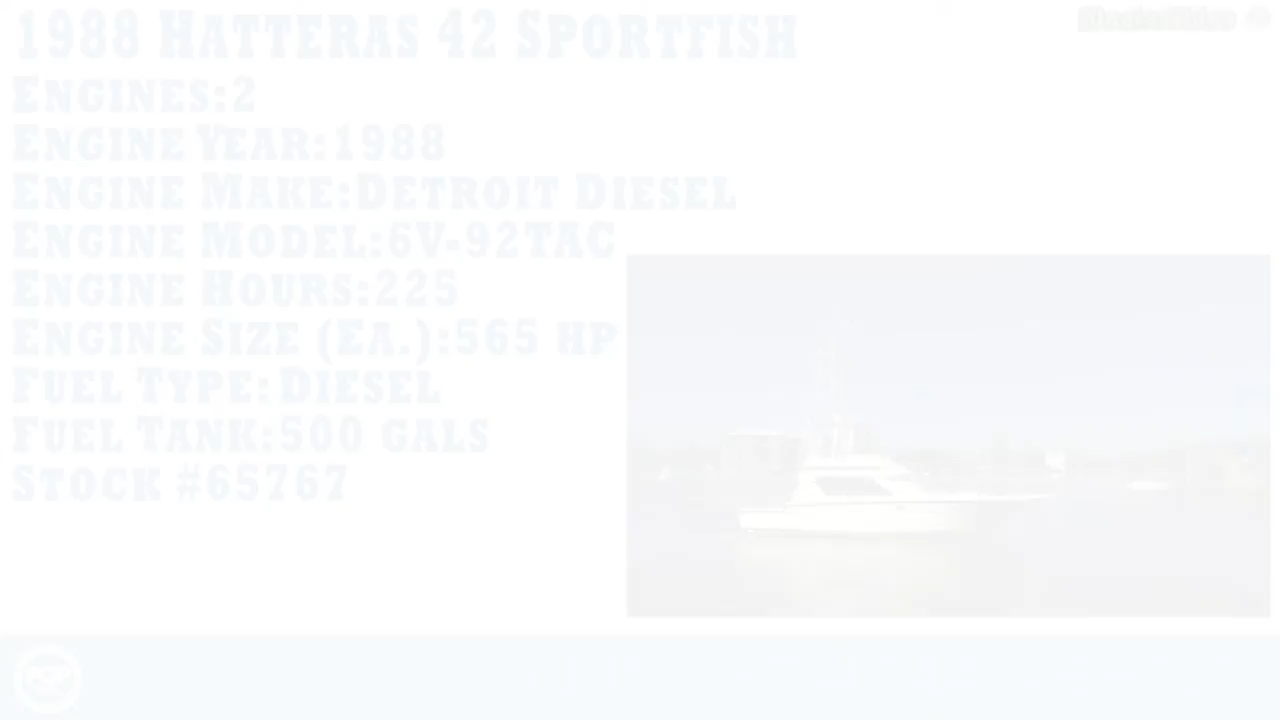 1988 Hatteras 42 Sportfish
Engines:2
Engine Year:1988
Engine Make:Detroit Diesel
Engine Model:6V-92TAC
Engine Hours:225
Engine Size (Ea.):565 hp
Fuel Type:Diesel
Fuel Tank:500 gals
Stock #65767